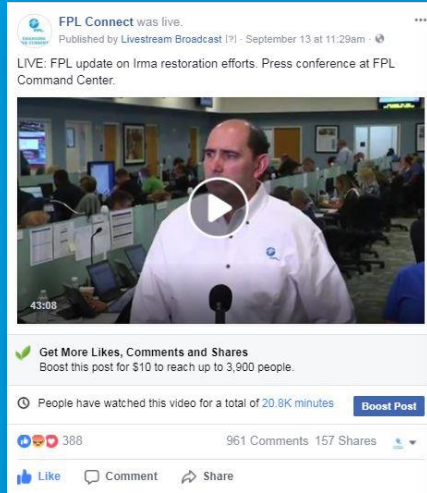 FPL Connect was live.
Published by Livestream Broadcast [?] · September 13 at 11:29am ·
LIVE: FPL update on Irma restoration efforts. Press conference at FPL
Command Center.
43:08
Get More Likes, Comments and Shares
Boost this post for $10 to reach up to 3,900 people.
People have watched this video for a total of 20.8K minutes
Boost Post
388
961 Comments 157 Shares
Like Comment Share